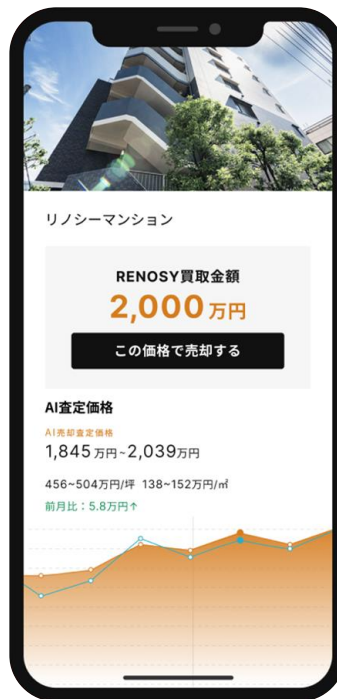 リノシーマンション
RENOSY買取金額
2,000万円
この価格で売却する
AI査定価格
AI売却査定価格
1,845万円~2,039万円
456~504万円/坪 138~152万円/㎡
前月比：5.8万円↑